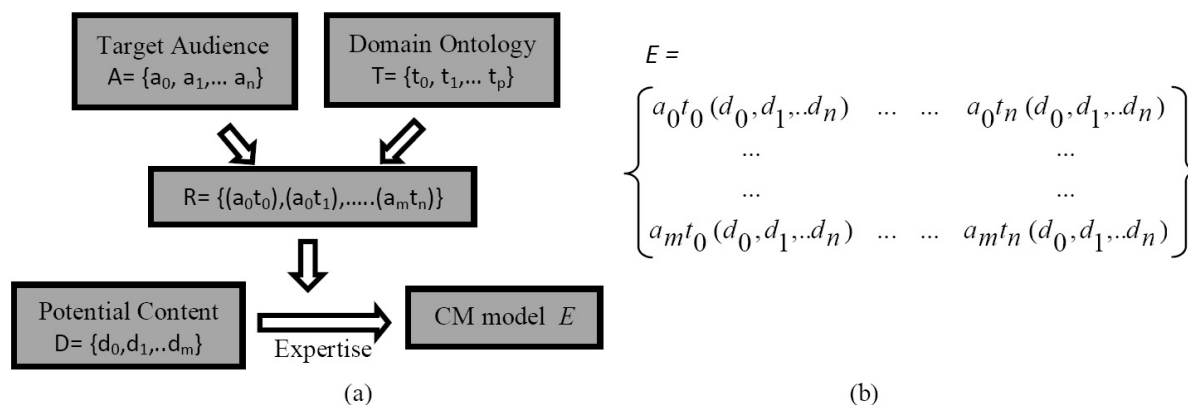 Target Audience
A= {a₀, a₁,... aₙ}
Domain Ontology
T= {t₀, t₁,... tₚ}
R= {(a₀t₀),(a₀t₁),.....(aₘtₙ)}
Potential Content
D= {d₀,d₁,..dₘ}
Expertise
CM model E
(a)
E =
a₀t₀ (d₀,d₁,..dₙ) ... ... a₀tₙ (d₀,d₁,..dₙ)
... ...
... ...
aₘt₀ (d₀,d₁,..dₙ) ... ... aₘtₙ (d₀,d₁,..dₙ)
(b)